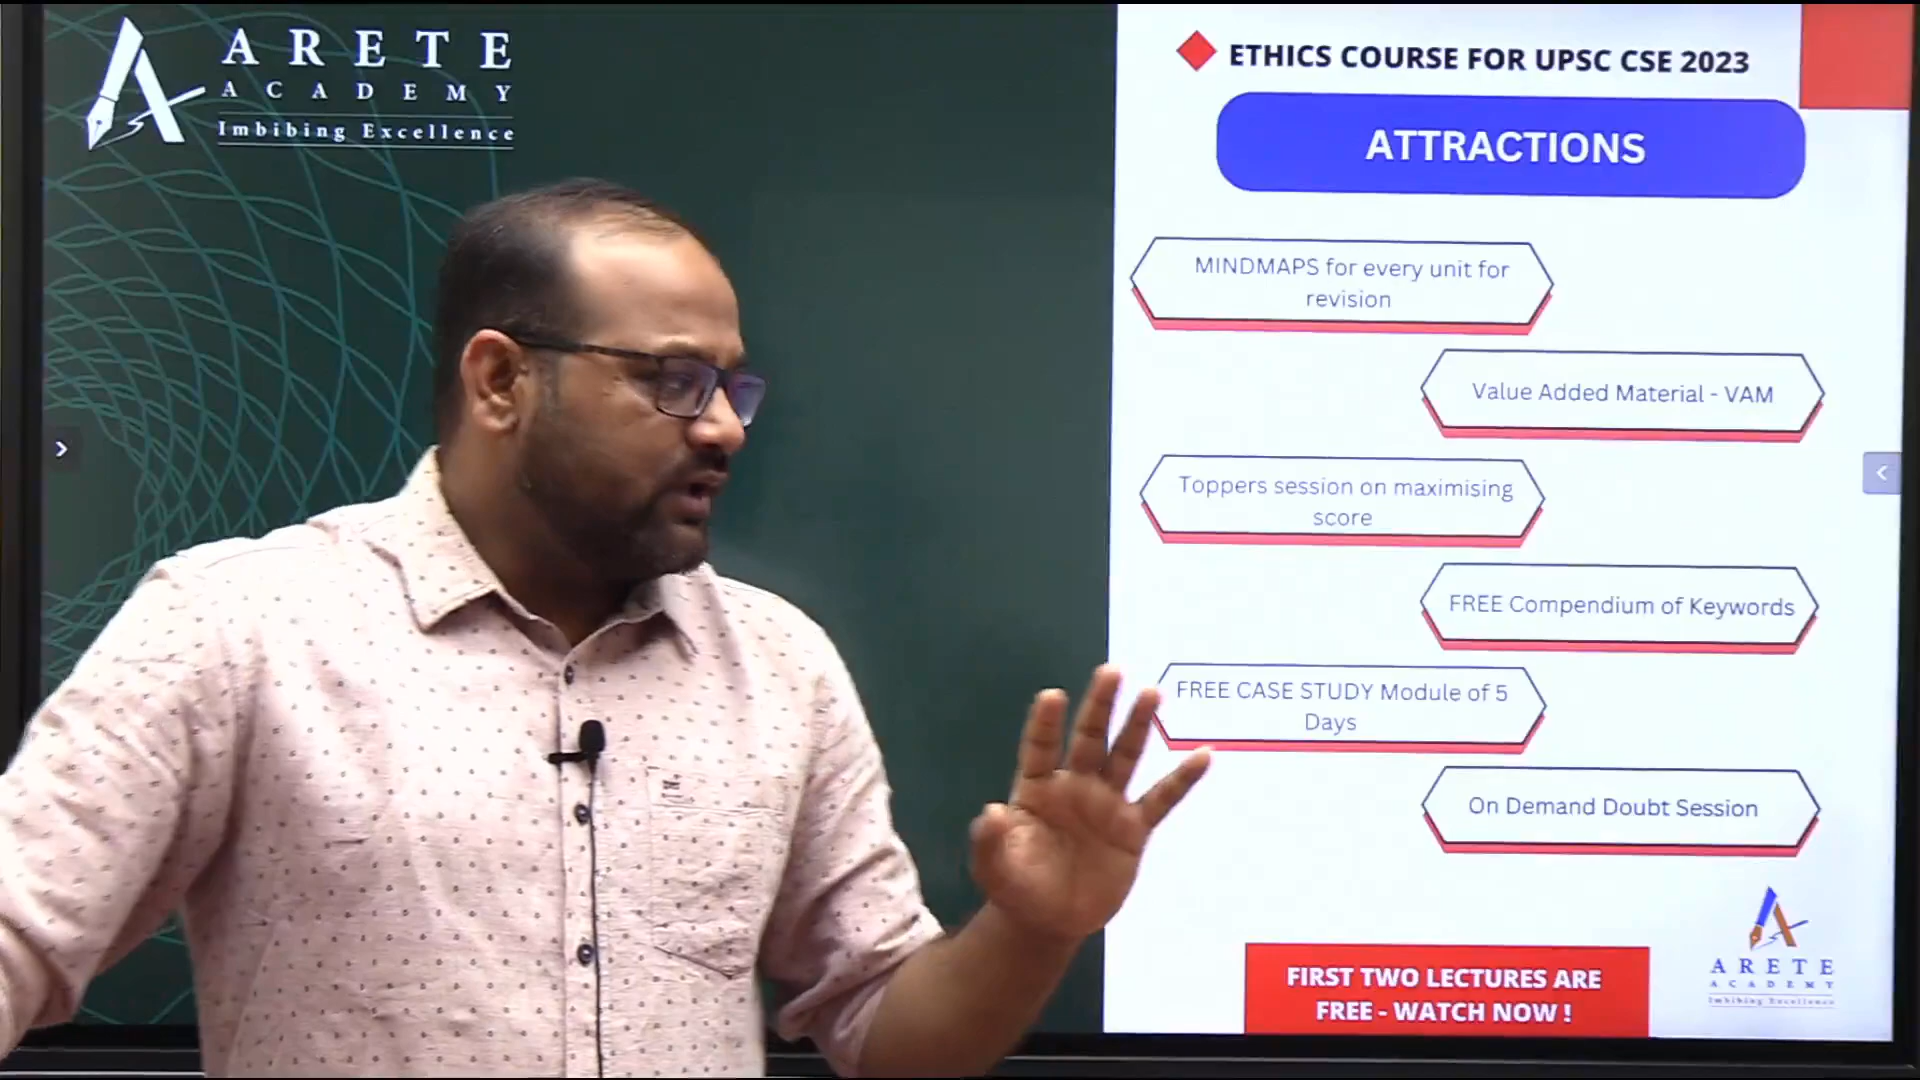 ARETE
ACADEMY
Imbibing Excellence
ETHICS COURSE FOR UPSC CSE 2023
ATTRACTIONS
MINDMAPS for every unit for
revision
Value Added Material - VAM
Toppers session on maximising
score
FREE Compendium of Keywords
FREE CASE STUDY Module of 5
Days
On Demand Doubt Session
FIRST TWO LECTURES ARE
FREE - WATCH NOW !
ARETE
ACADEMY
Imbibing Excellence